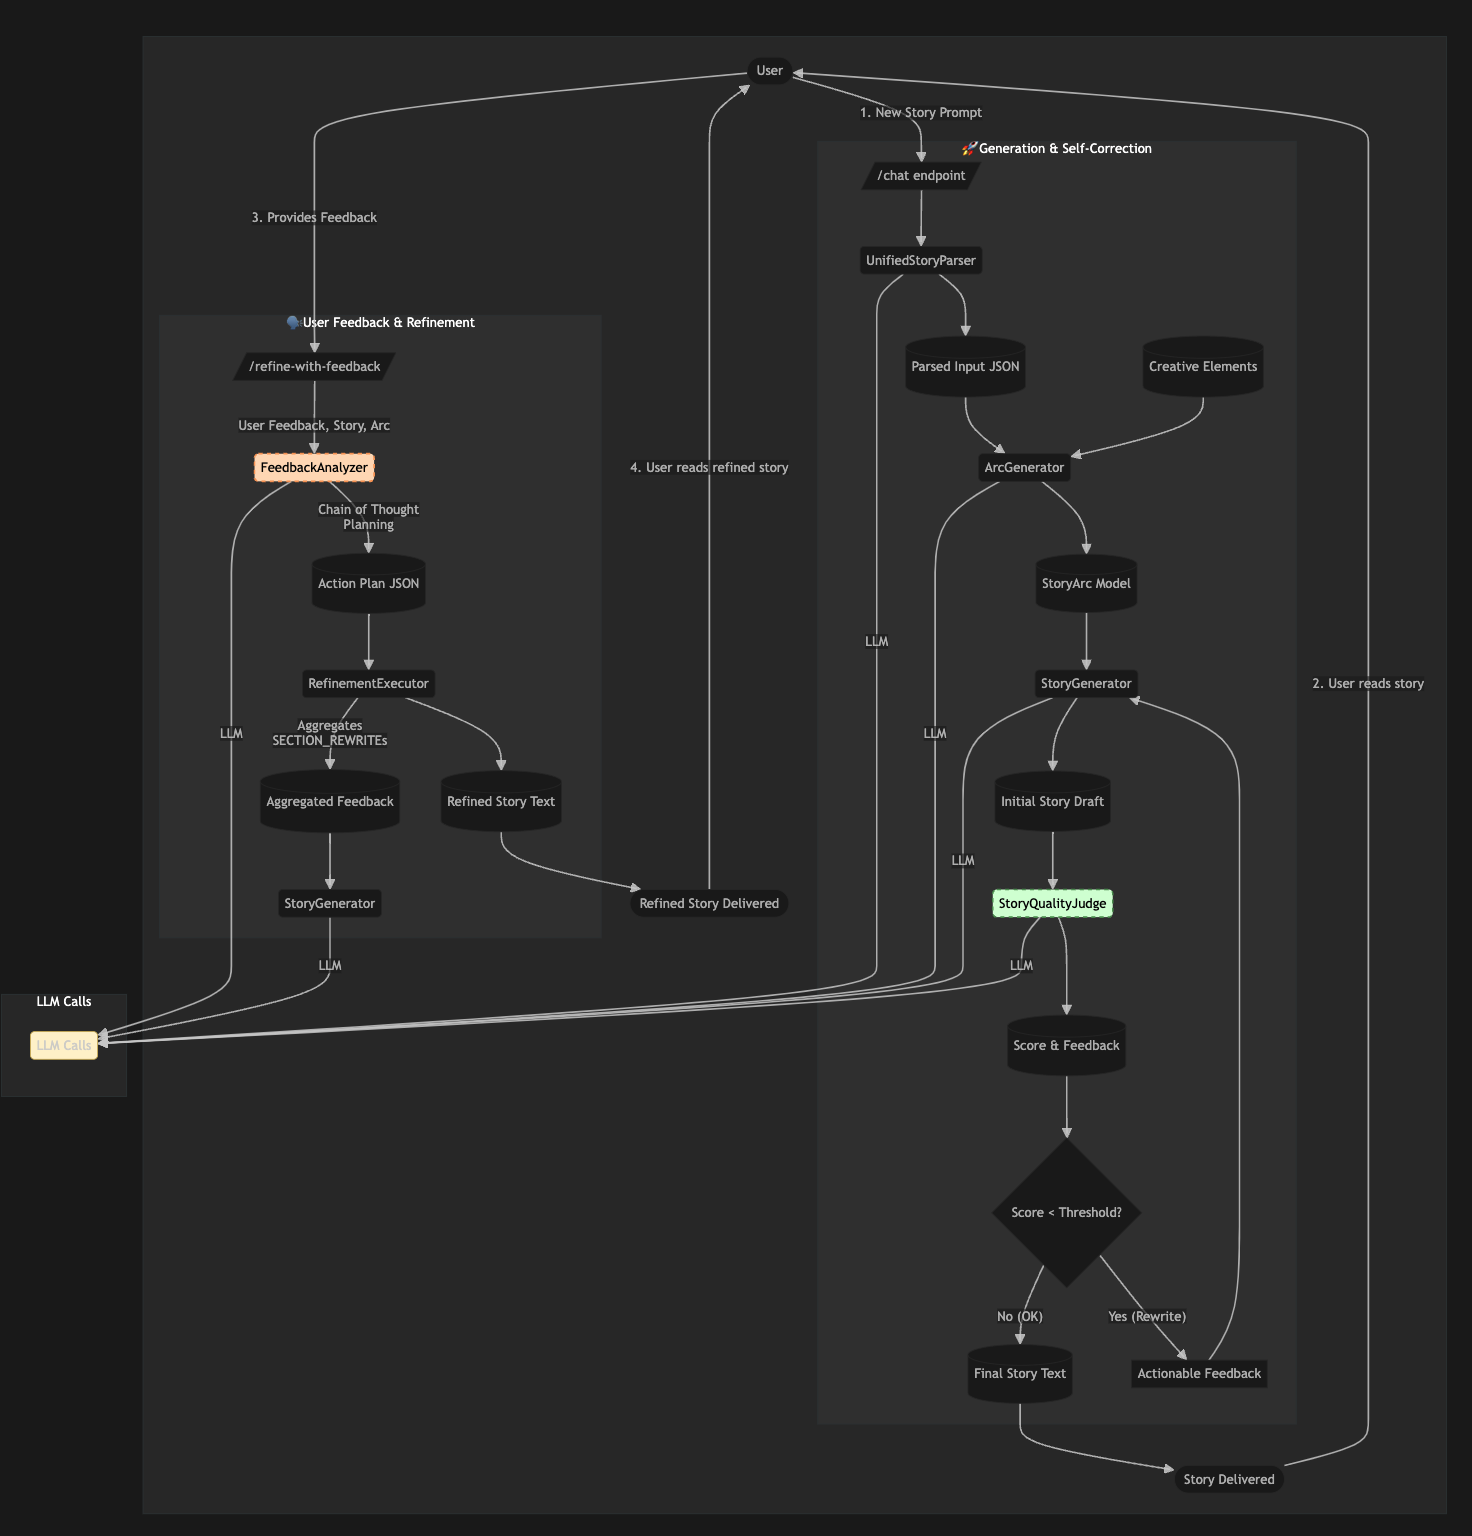 User
1. New Story Prompt
🚀Generation & Self-Correction
/chat endpoint
3. Provides Feedback
UnifiedStoryParser
🗣User Feedback & Refinement
/refine-with-feedback
Parsed Input JSON
Creative Elements
User Feedback, Story, Arc
FeedbackAnalyzer
4. User reads refined story
ArcGenerator
Chain of Thought
Planning
Action Plan JSON
StoryArc Model
LLM
RefinementExecutor
StoryGenerator
2. User reads story
Aggregates
SECTION_REWRITEs
LLM
LLM
Aggregated Feedback
Refined Story Text
Initial Story Draft
LLM
StoryGenerator
Refined Story Delivered
StoryQualityJudge
LLM
LLM
LLM Calls
LLM Calls
Score & Feedback
Score < Threshold?
No (OK)
Yes (Rewrite)
Final Story Text
Actionable Feedback
Story Delivered